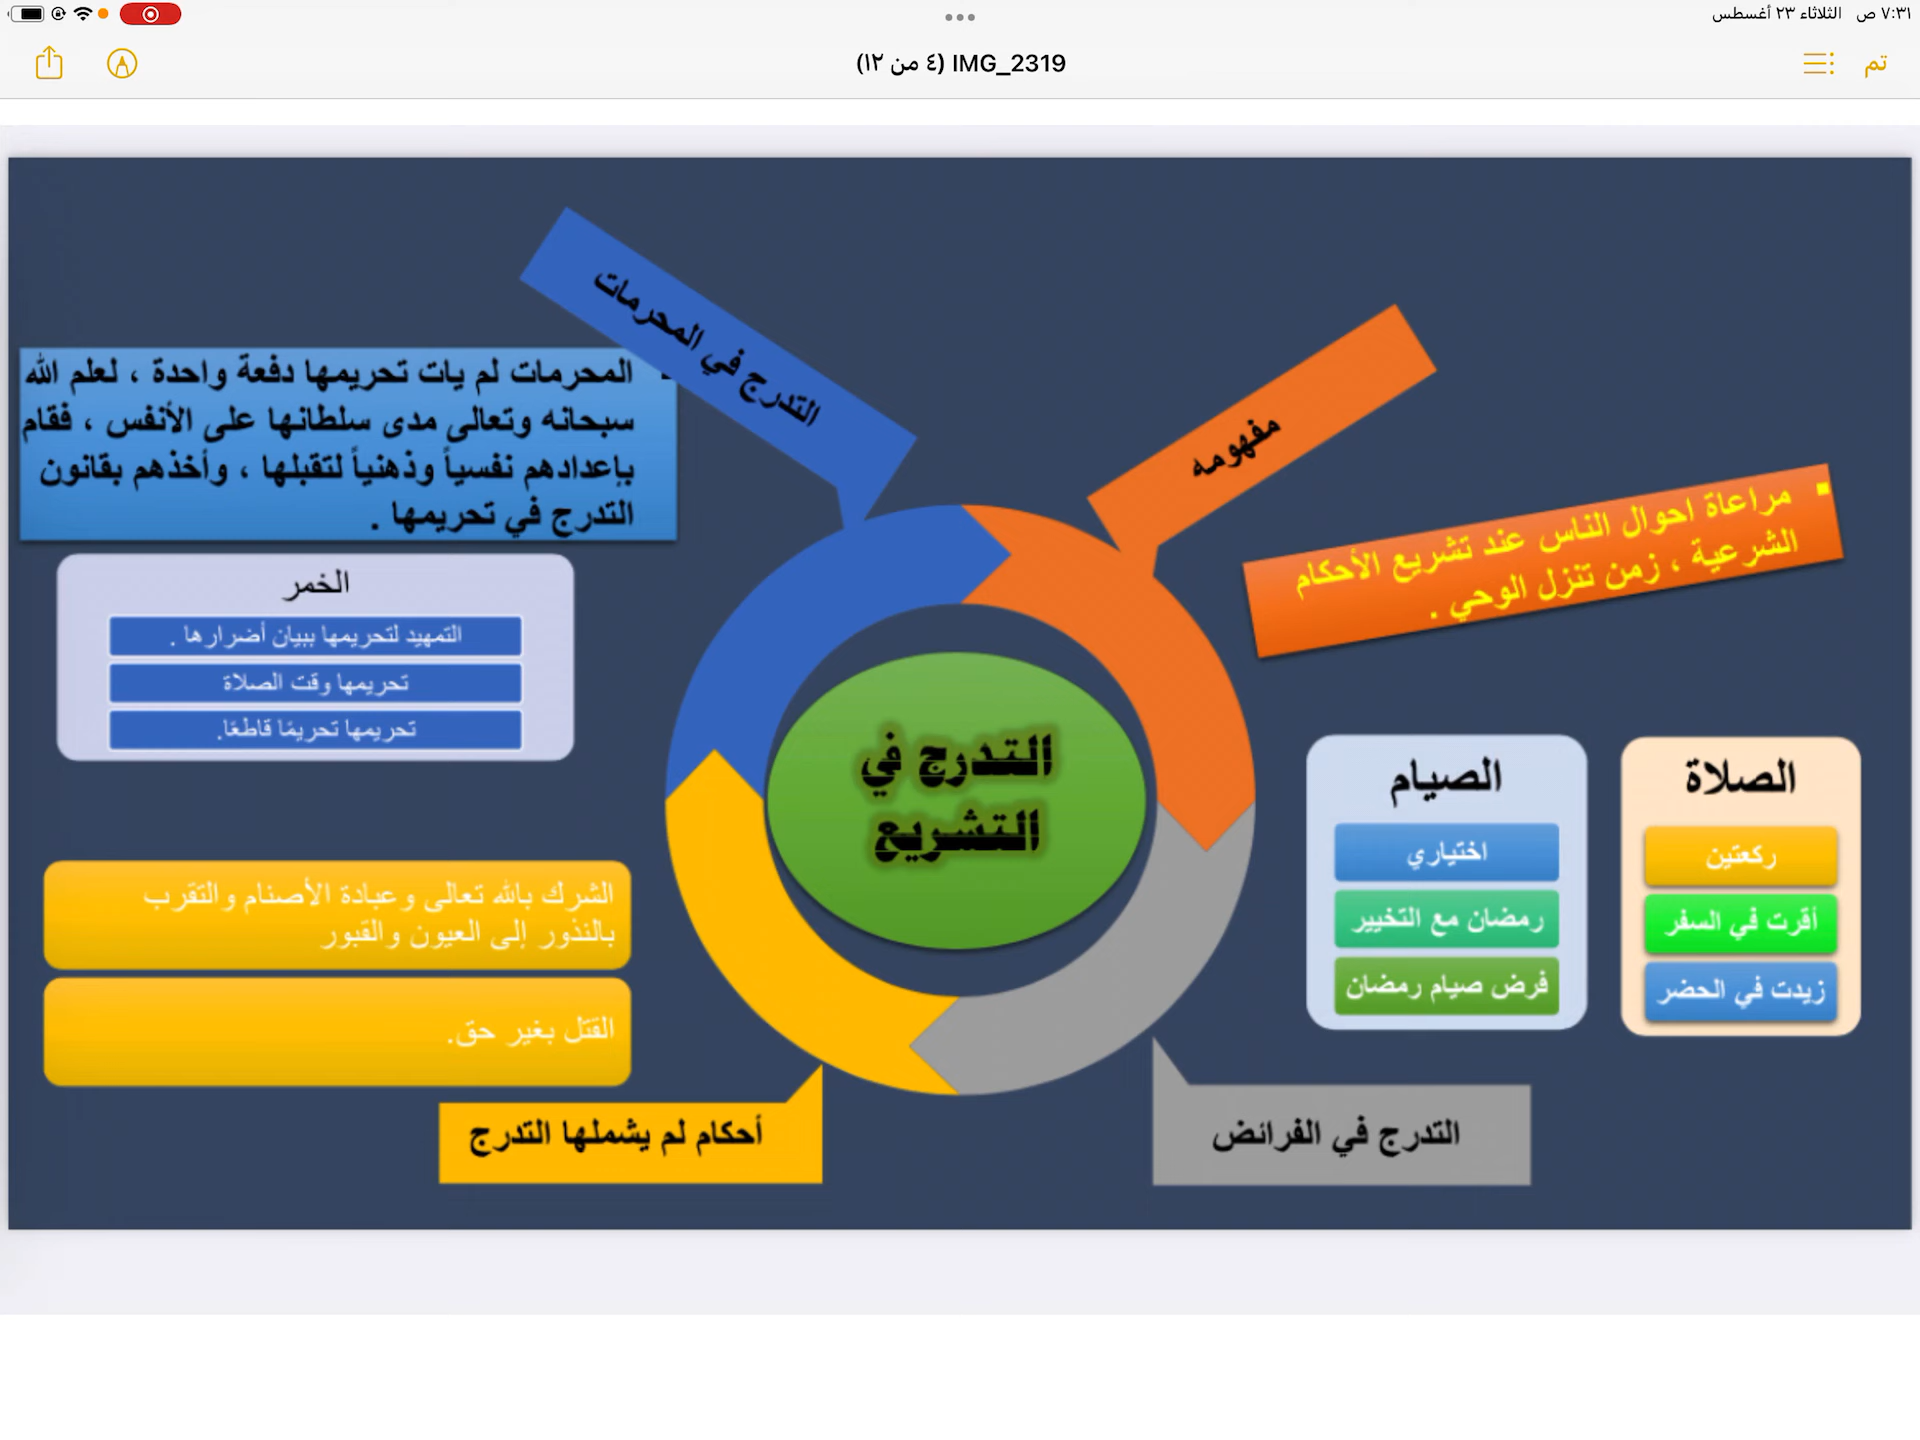 ٧:٣١ ص الثلاثاء ٢٣ أغسطس
تم
IMG_2319 (٤ من ١٢)
التدرج في التشريع
مفهومه
مراعاة احوال الناس عند تشريع الأحكام
الشرعية ، زمن تنزل الوحي .
التدرج في المحرمات
المحرمات لم يات تحريمها دفعة واحدة ، لعلم الله
سبحانه وتعالى مدى سلطانها على الأنفس ، فقام
بإعدادهم نفسياً وذهنياً لتقبلها ، وأخذهم بقانون
التدرج في تحريمها .
الخمر
التمهيد لتحريمها ببيان أضرارها .
تحريمها وقت الصلاة
تحريمها تحريمًا قاطعًا.
الصلاة
ركعتين
أقرت في السفر
زيدت في الحضر
الصيام
اختياري
رمضان مع التخيير
فرض صيام رمضان
التدرج في الفرائض
الشرك بالله تعالى وعبادة الأصنام والتقرب
بالنذور إلى العيون والقبور
القتل بغير حق.
أحكام لم يشملها التدرج